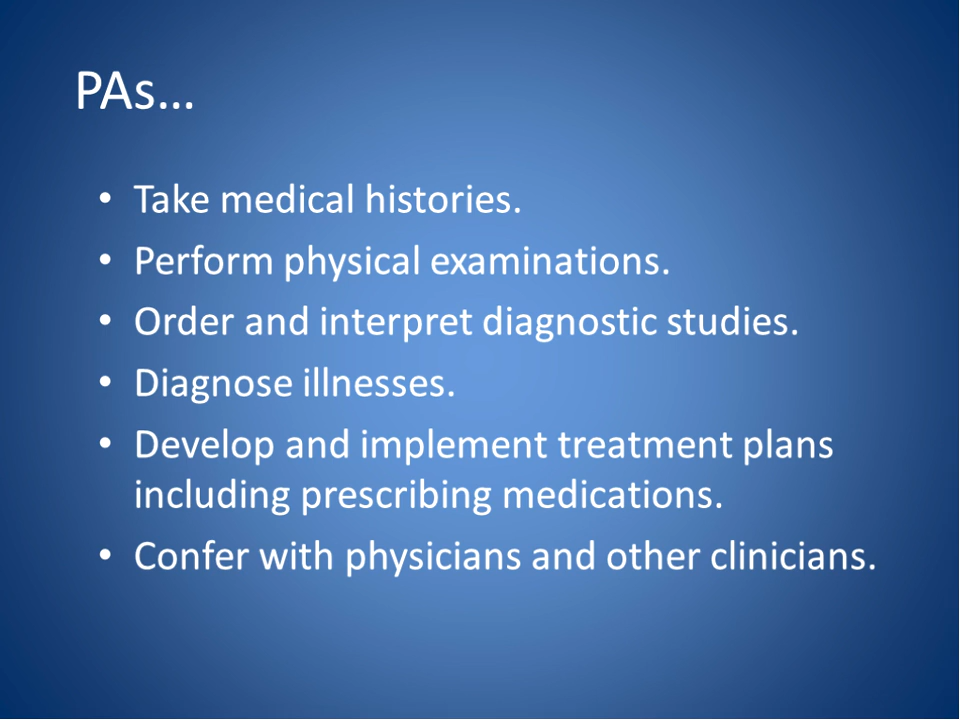 PAs…
• Take medical histories.
• Perform physical examinations.
• Order and interpret diagnostic studies.
• Diagnose illnesses.
• Develop and implement treatment plans
including prescribing medications.
• Confer with physicians and other clinicians.